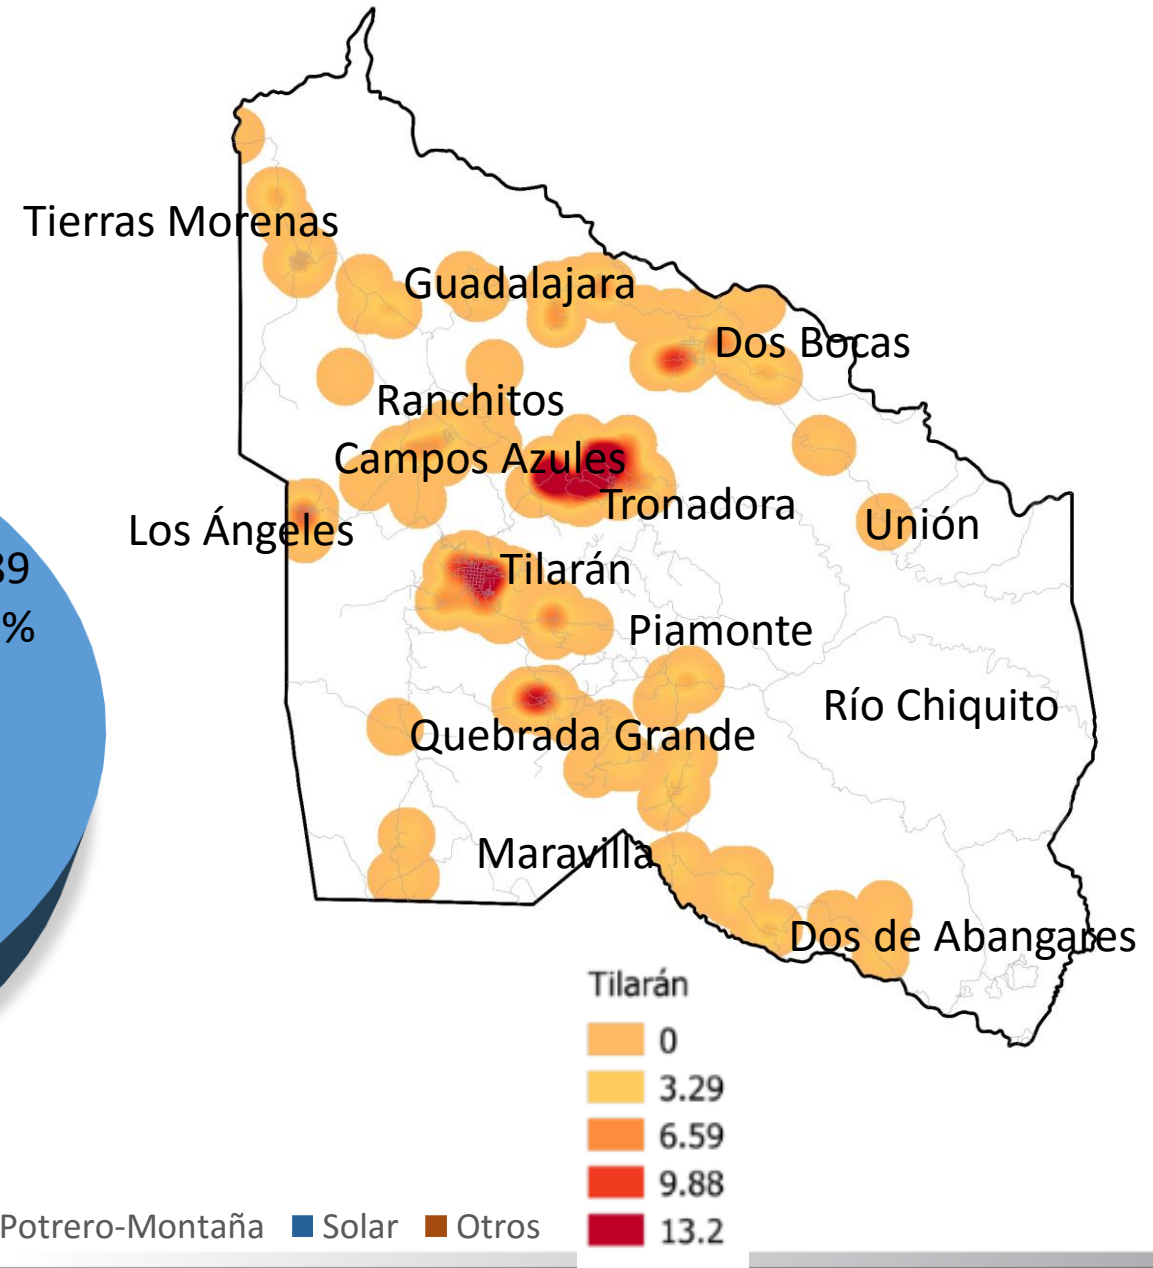 Tierras Morenas
Guadalajara
Dos Bocas
Ranchitos
Campos Azules
Tronadora
Los Ángeles
Unión
Tilarán
39
%
Piamonte
Río Chiquito
Quebrada Grande
Maravilla
Dos de Abangares
Tilarán
0
3.29
6.59
9.88
13.2
Potrero-Montaña Solar Otros